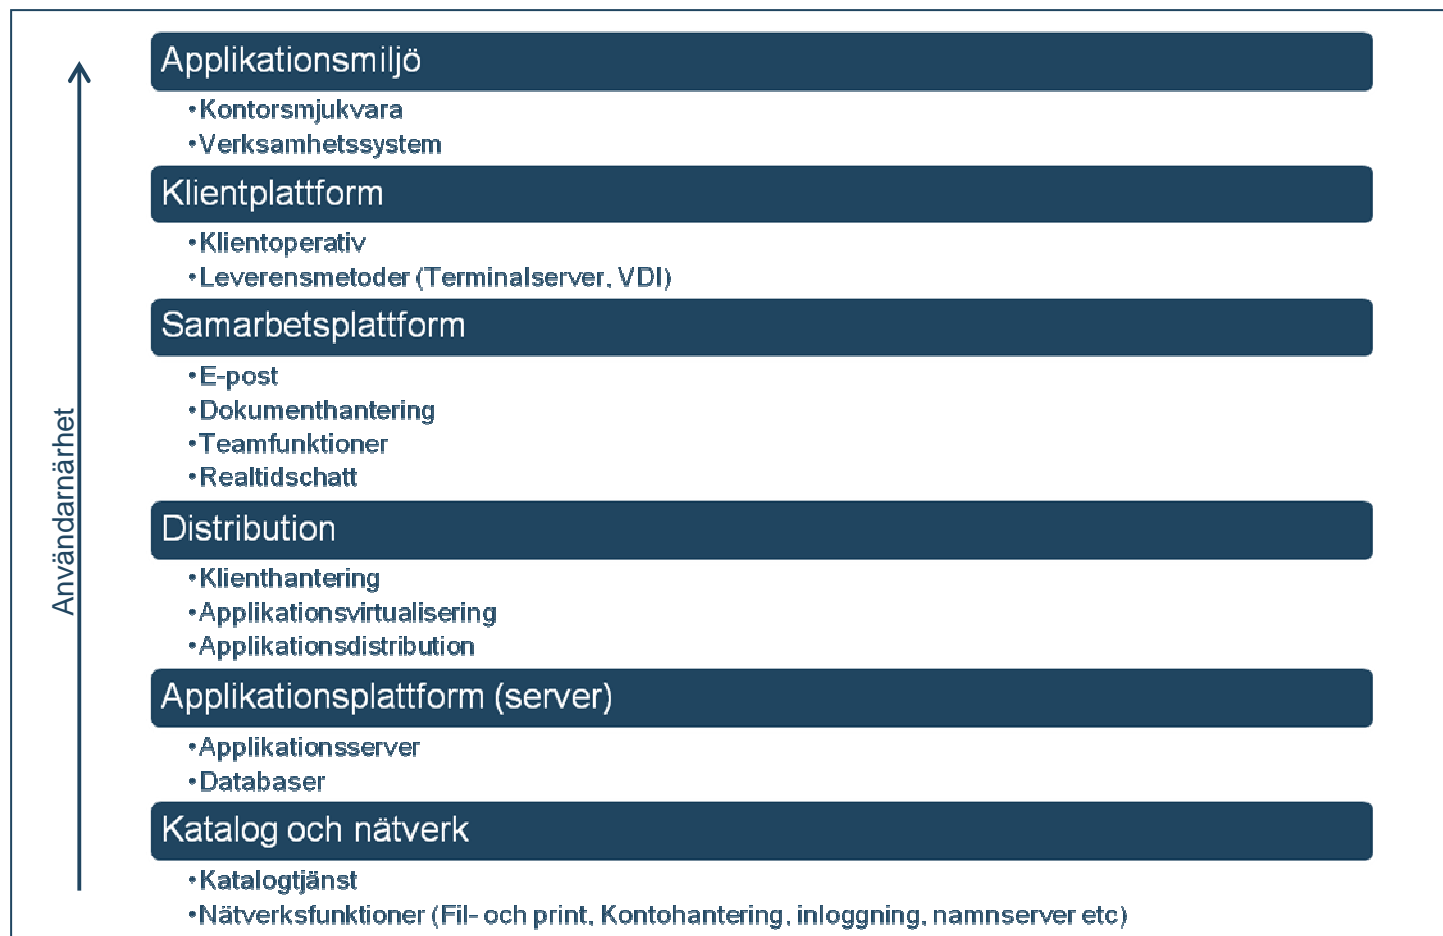 Applikationsmiljö
•Kontorsmjukvara
•Verksamhetssystem
Klientplattform
•Klientoperativ
•Leverensmetoder (Terminalserver, VDI)
Samarbetsplattform
•E-post
•Dokumenthantering
•Teamfunktioner
•Realtidschatt
Distribution
•Klienthantering
•Applikationsvirtualisering
•Applikationsdistribution
Applikationsplattform (server)
•Applikationsserver
•Databaser
Katalog och nätverk
•Katalogtjänst
•Nätverksfunktioner (Fil- och print, Kontohantering, inloggning, namnserver etc)
Användarnärhet